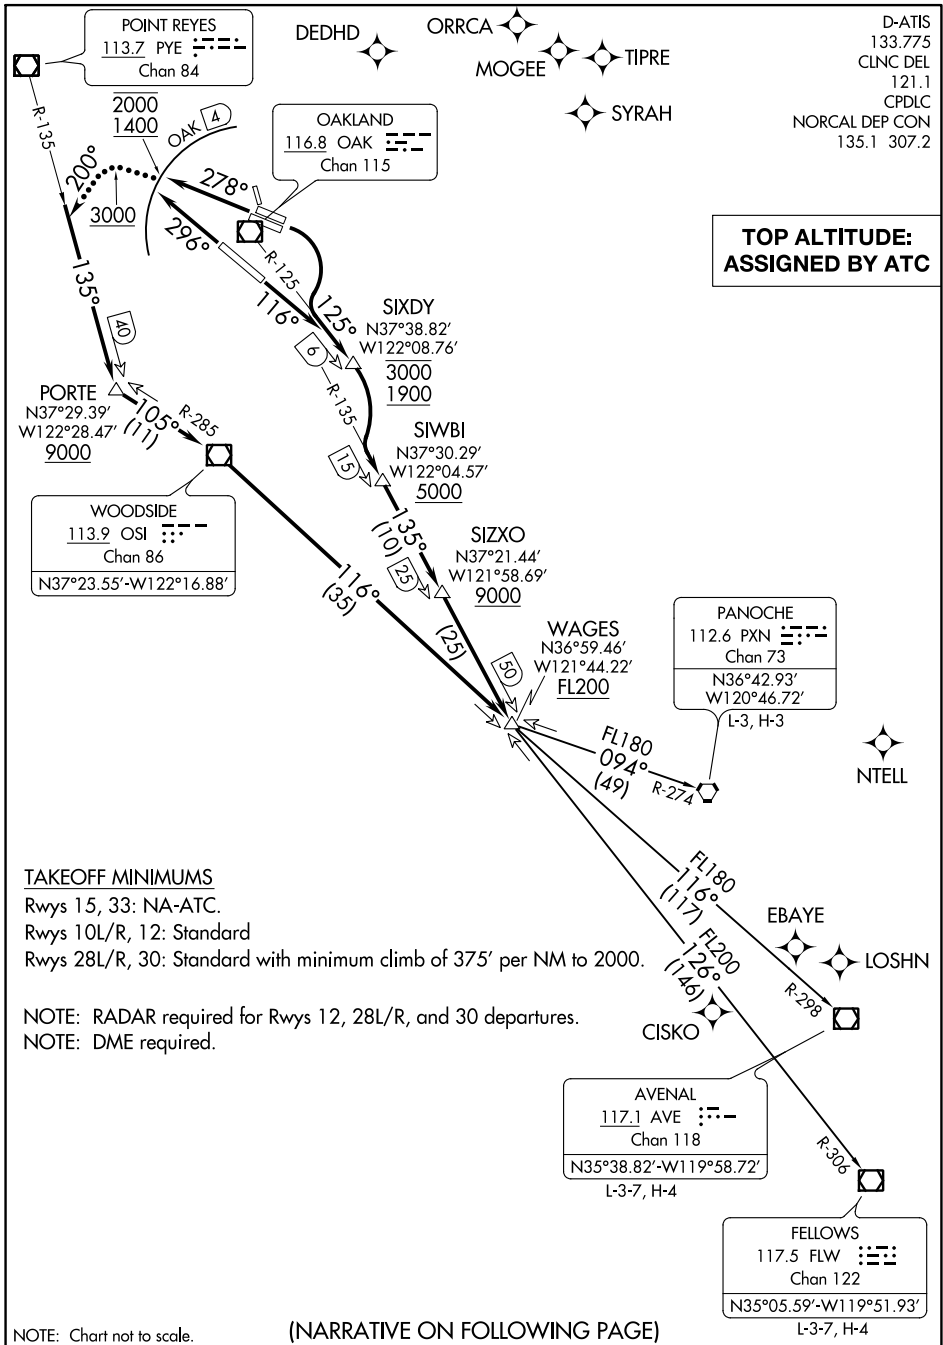 POINT REYES
113.7 PYE
Chan 84
DEDHD
ORRCA
MOGEE
TIPRE
SYRAH
D-ATIS
133.775
CLNC DEL
121.1
CPDLC
NORCAL DEP CON
135.1 307.2
R-135
2000
1400
OAK 4
OAKLAND
116.8 OAK
Chan 115
200°
3000
278°
296°
R-125
TOP ALTITUDE:
ASSIGNED BY ATC
135°
116°
125°
SIXDY
N37°38.82'
W122°08.76'
3000
1900
40
6
R-135
PORTE
N37°29.39'
W122°28.47'
9000
105°
(11)
R-285
SIWBI
N37°30.29'
W122°04.57'
5000
15
WOODSIDE
113.9 OSI
Chan 86
N37°23.55'-W122°16.88'
135°
(10)
SIZXO
N37°21.44'
W121°58.69'
9000
25
116°
(35)
(25)
WAGES
N36°59.46'
W121°44.22'
FL200
50
PANOCHE
112.6 PXN
Chan 73
N36°42.93'
W120°46.72'
L-3, H-3
FL180
094°
(49)
R-274
NTELL
TAKEOFF MINIMUMS
Rwys 15, 33: NA-ATC.
Rwys 10L/R, 12: Standard
Rwys 28L/R, 30: Standard with minimum climb of 375' per NM to 2000.
FL180
116°
(117)
FL200
126°
(146)
EBAYE
LOSHN
CISKO
R-298
NOTE: RADAR required for Rwys 12, 28L/R, and 30 departures.
NOTE: DME required.
AVENAL
117.1 AVE
Chan 118
N35°38.82'-W119°58.72'
L-3-7, H-4
R-306
FELLOWS
117.5 FLW
Chan 122
N35°05.59'-W119°51.93'
L-3-7, H-4
NOTE: Chart not to scale.
(NARRATIVE ON FOLLOWING PAGE)